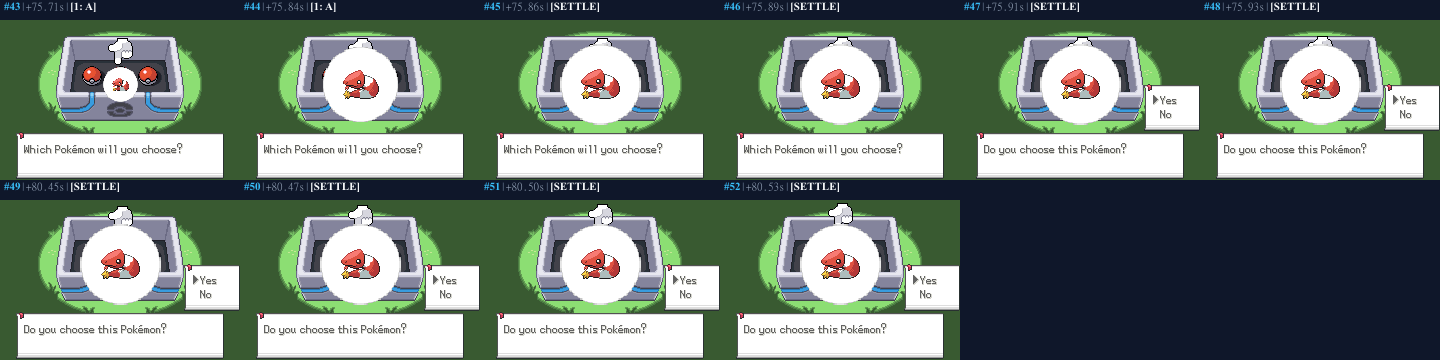 #43|+75.71s|[1: A]
Which Pokémon will you choose?
#44|+75.84s|[1: A]
Which Pokémon will you choose?
#45|+75.86s|[SETTLE]
Which Pokémon will you choose?
#46|+75.89s|[SETTLE]
Which Pokémon will you choose?
#47|+75.91s|[SETTLE]
Yes
No
Do you choose this Pokémon?
#48|+75.93s|[SETTLE]
Yes
No
Do you choose this Pokémon?
#49|+80.45s|[SETTLE]
Yes
No
Do you choose this Pokémon?
#50|+80.47s|[SETTLE]
Yes
No
Do you choose this Pokémon?
#51|+80.50s|[SETTLE]
Yes
No
Do you choose this Pokémon?
#52|+80.53s|[SETTLE]
Yes
No
Do you choose this Pokémon?